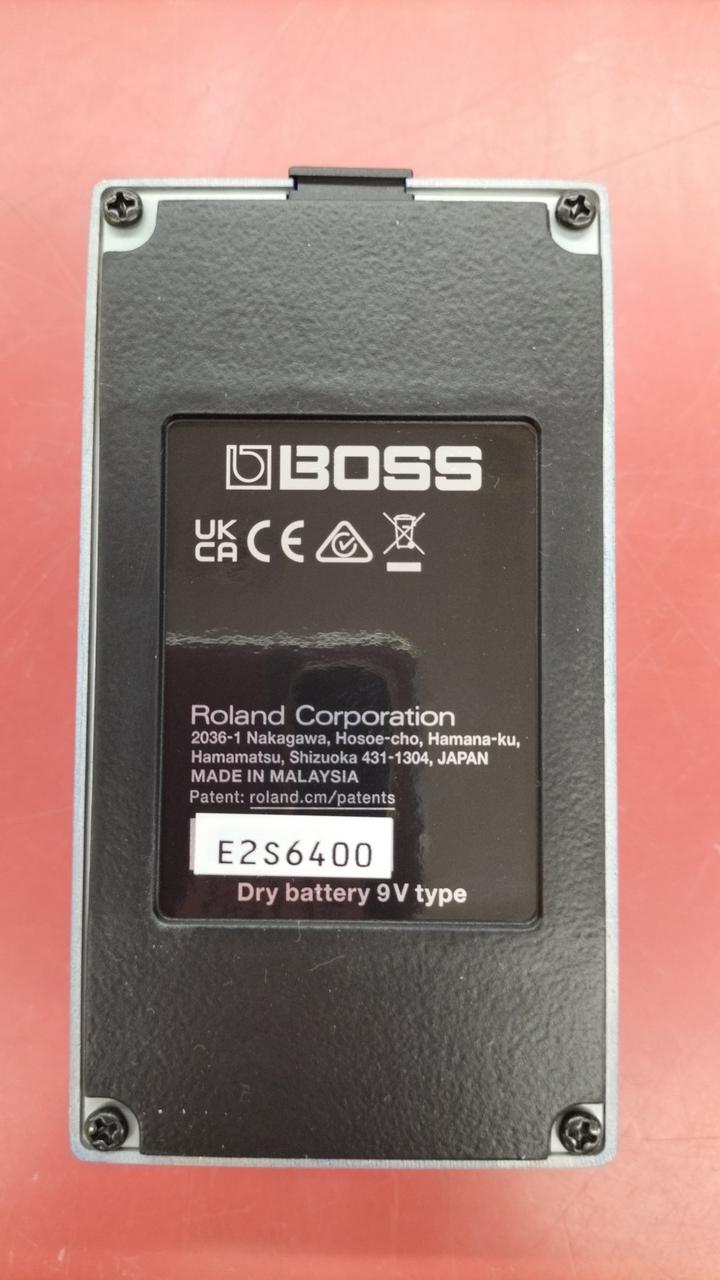 BOSS
UK
CA CE
Roland Corporation
2036-1 Nakagawa, Hosoe-cho, Hamana-ku,
Hamamatsu, Shizuoka 431-1304, JAPAN
MADE IN MALAYSIA
Patent: roland.cm/patents
E2S6400
Dry battery 9V type